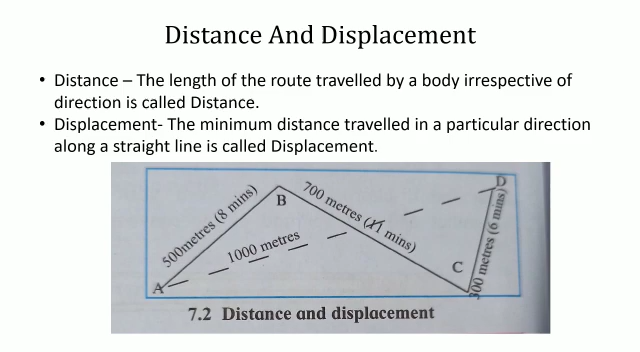 Distance And Displacement
• Distance – The length of the route travelled by a body irrespective of
direction is called Distance.
• Displacement- The minimum distance travelled in a particular direction
along a straight line is called Displacement.
D
700 metres (11 mins)
500metres (8 mins)
B
1000 metres
300 metres (6 mins)
C
A
7.2 Distance and displacement